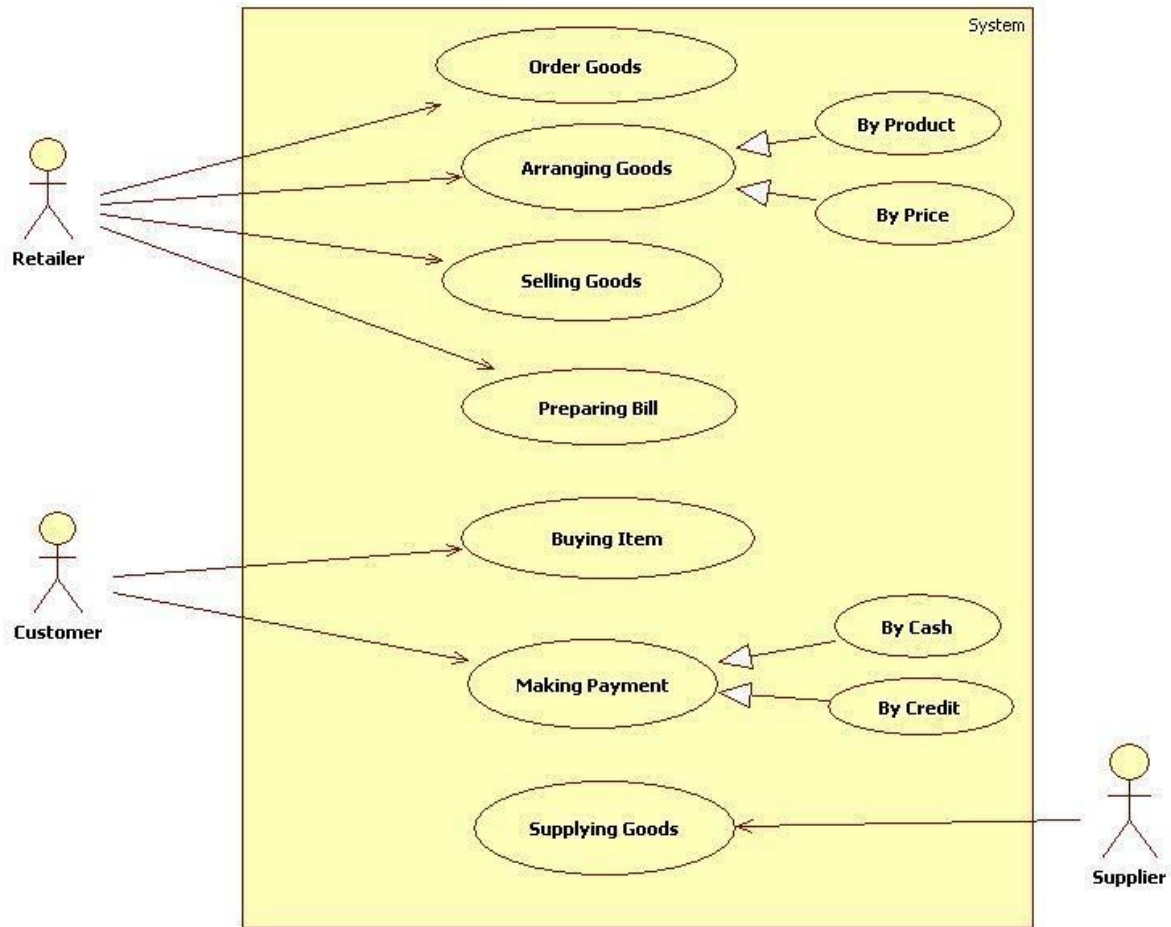 System
Order Goods
By Product
Arranging Goods
By Price
Retailer
Selling Goods
Preparing Bill
Buying Item
Customer
By Cash
Making Payment
By Credit
Supplying Goods
Supplier